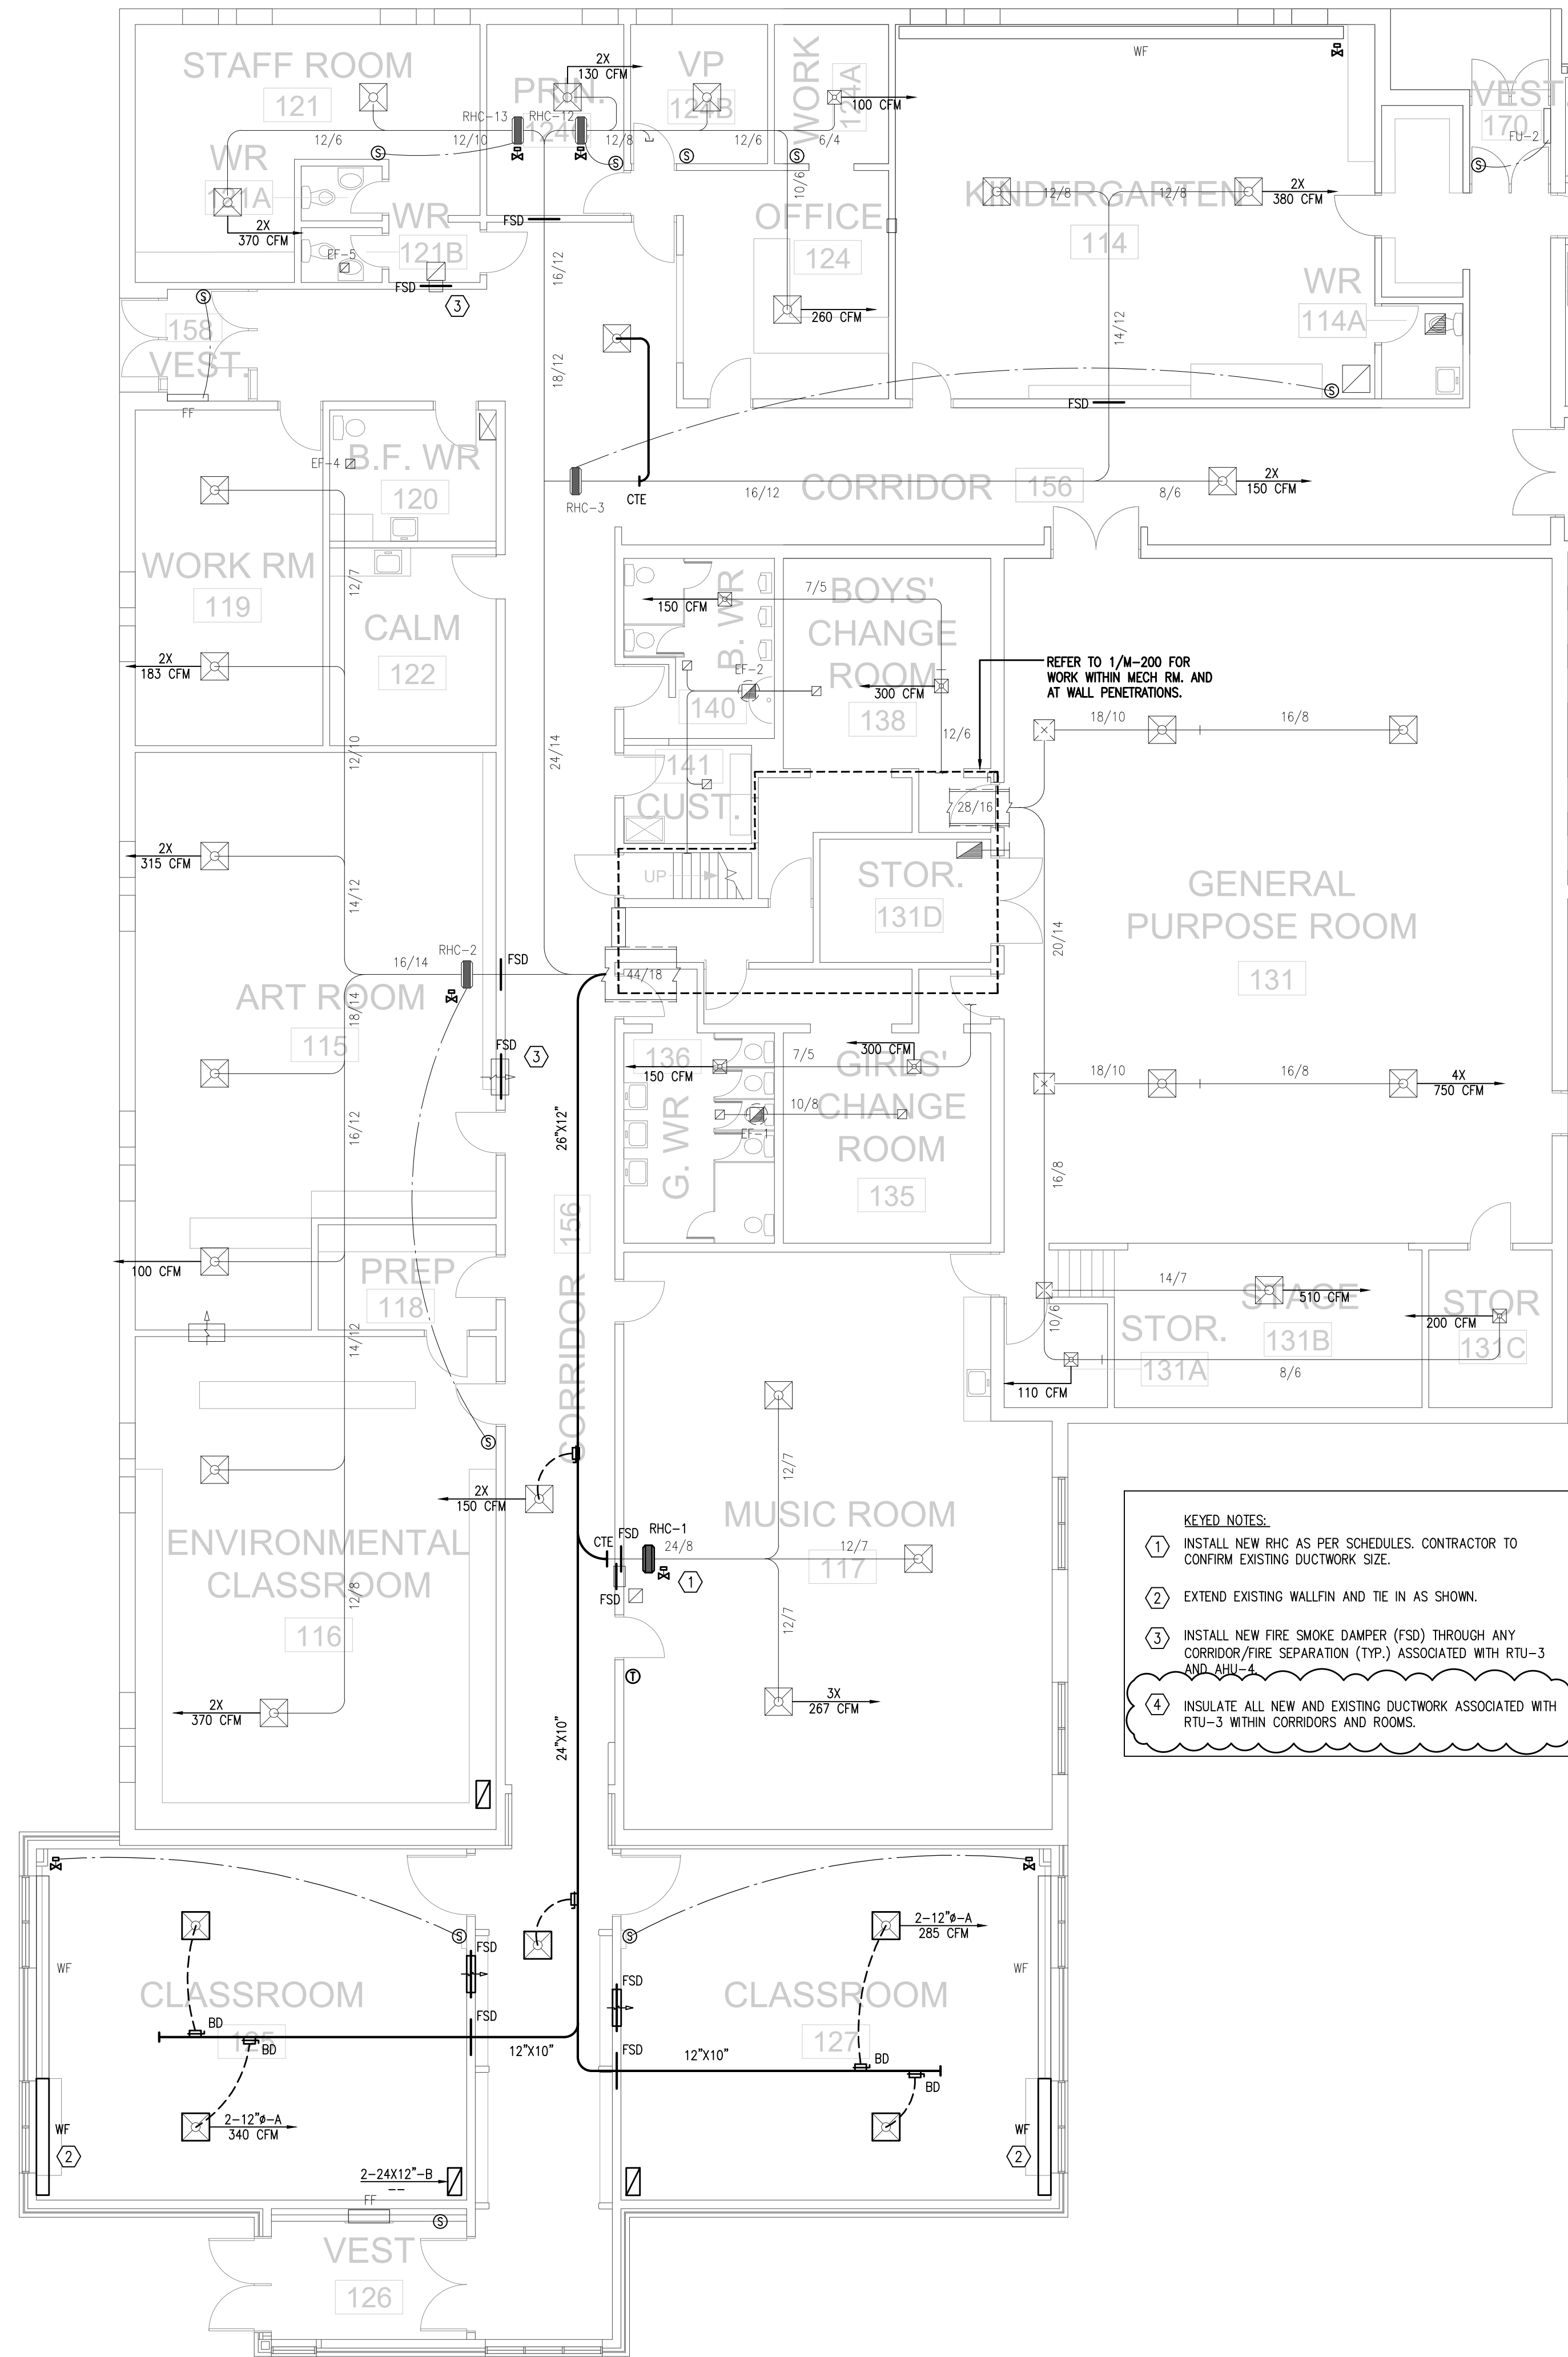 STAFF ROOM
121
PRIN.
124C
VP
124B
WORK
124A
WF
VEST
170
FU-2
2X
130 CFM
100 CFM
RHC-13
RHC-12
12/6
12/10
12/8
12/6
6/4
S
S
S
S
S
WR
WR
121B
EF-5
2X
370 CFM
FSD
FSD
3
10/6
OFFICE
124
260 CFM
KINDERGARTEN
114
12/8
12/8
2X
380 CFM
WR
114A
14/12
S
FSD
16/12
18/12
S
158
VEST.
FF
EF-4
B.F. WR
120
WORK RM
119
12/7
CALM
122
2X
183 CFM
RHC-3
CTE
16/12
CORRIDOR 156
8/6
2X
150 CFM
150 CFM
B. WR
7/5
BOYS'
CHANGE
ROOM
138
300 CFM
EF-2
140
12/6
REFER TO 1/M-200 FOR
WORK WITHIN MECH RM. AND
AT WALL PENETRATIONS.
18/10
16/8
12/10
24/14
141
CUST.
28/16
2X
315 CFM
14/12
UP
STOR.
131D
GENERAL
PURPOSE ROOM
131
20/14
RHC-2
FSD
16/14
44/18
ART ROOM
115
18/14
FSD
3
136
150 CFM
7/5
300 CFM
GIRLS'
CHANGE
ROOM
135
10/8
EF-1
G. WR
18/10
16/8
4X
750 CFM
16/12
26"X12"
CORRIDOR 156
16/8
100 CFM
PREP
118
14/12
14/7
STAGE
510 CFM
131B
STOR
200 CFM
131C
10/6
STOR.
131A
110 CFM
8/6
S
12/7
2X
150 CFM
MUSIC ROOM
117
CTE
FSD
RHC-1
24/8
12/7
FSD
1
12/7
T
3X
267 CFM
ENVIRONMENTAL
CLASSROOM
116
12/8
2X
370 CFM
24"X10"
KEYED NOTES:
1 INSTALL NEW RHC AS PER SCHEDULES. CONTRACTOR TO
CONFIRM EXISTING DUCTWORK SIZE.
2 EXTEND EXISTING WALLFIN AND TIE IN AS SHOWN.
3 INSTALL NEW FIRE SMOKE DAMPER (FSD) THROUGH ANY
CORRIDOR/FIRE SEPARATION (TYP.) ASSOCIATED WITH RTU-3
AND AHU-4.
4 INSULATE ALL NEW AND EXISTING DUCTWORK ASSOCIATED WITH
RTU-3 WITHIN CORRIDORS AND ROOMS.
S
S
2-12"ø-A
285 CFM
FSD
FSD
WF
WF
CLASSROOM
125
CLASSROOM
127
BD
BD
FSD
12"X10"
FSD
12"X10"
BD
BD
2-12"ø-A
340 CFM
WF
2
WF
2
2-24X12"-B
--
FF
S
VEST
126